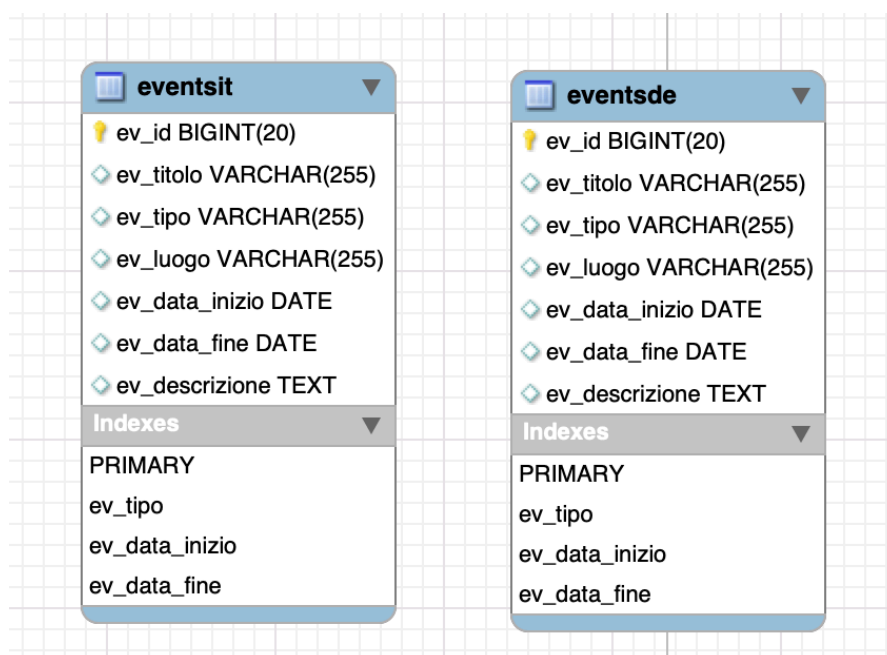 eventsit
ev_id BIGINT(20)
ev_titolo VARCHAR(255)
ev_tipo VARCHAR(255)
ev_luogo VARCHAR(255)
ev_data_inizio DATE
ev_data_fine DATE
ev_descrizione TEXT
Indexes
PRIMARY
ev_tipo
ev_data_inizio
ev_data_fine
eventsde
ev_id BIGINT(20)
ev_titolo VARCHAR(255)
ev_tipo VARCHAR(255)
ev_luogo VARCHAR(255)
ev_data_inizio DATE
ev_data_fine DATE
ev_descrizione TEXT
Indexes
PRIMARY
ev_tipo
ev_data_inizio
ev_data_fine